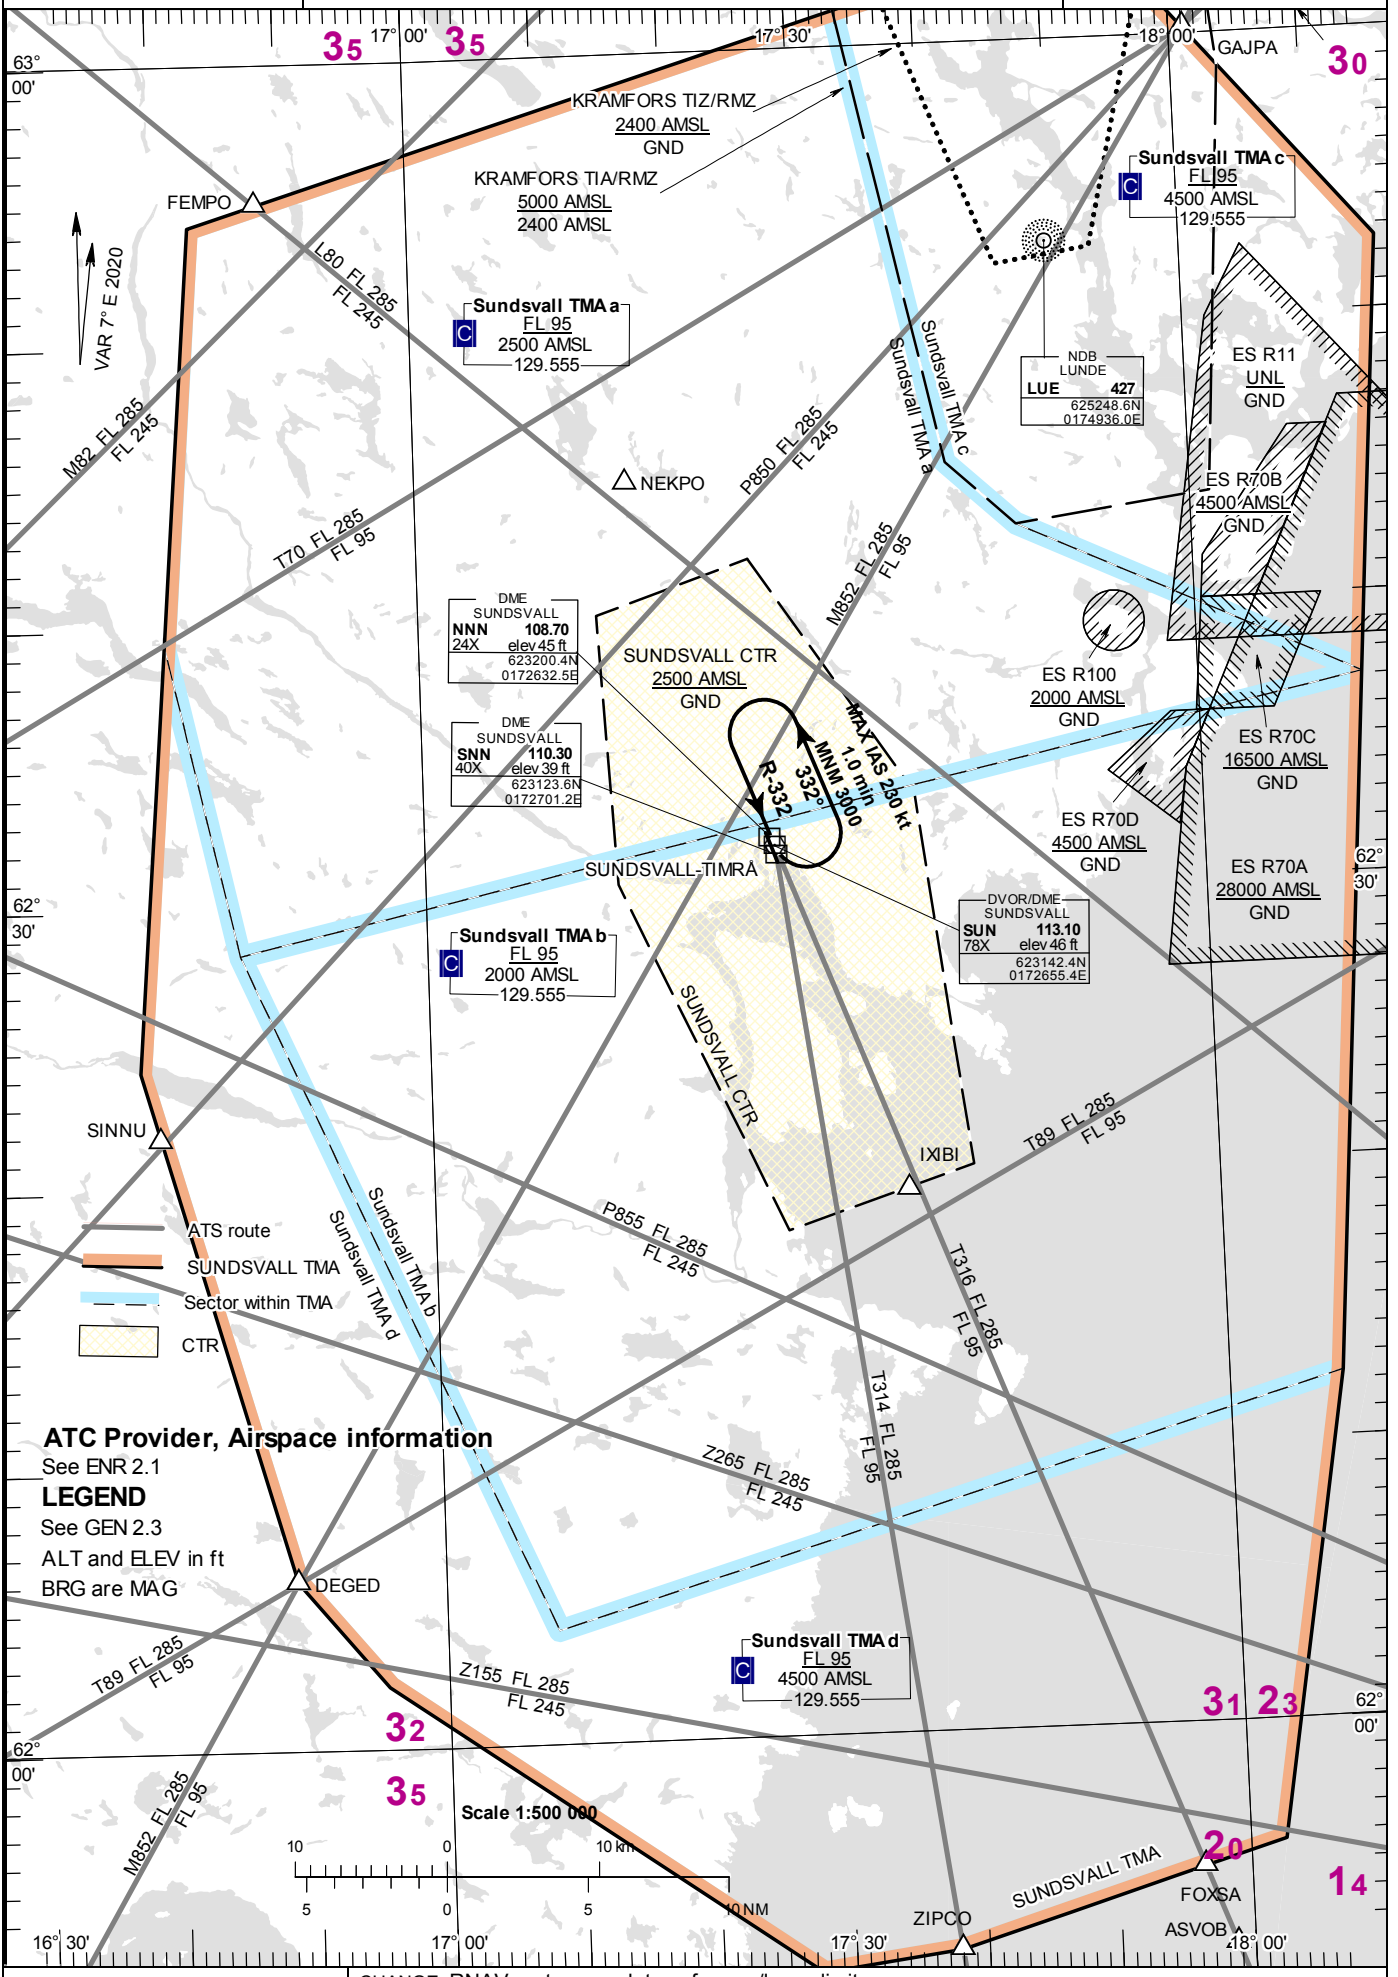 35
17° 00'
35
17° 30'
18° 00'
GAJPA
30
63°
00'
KRAMFORS TIZ/RMZ
2400 AMSL
GND
KRAMFORS TIA/RMZ
5000 AMSL
2400 AMSL
Sundsvall TMA c
C
FL 95
4500 AMSL
129.555
FEMPO
VAR 7° E 2020
L80 FL 285
FL 245
Sundsvall TMA a
C
FL 95
2500 AMSL
129.555
Sundsvall TMA c
Sundsvall TMA a
NDB
LUNDE
LUE 427
625248.6N
0174936.0E
ES R11
UNL
GND
M82 FL 285
FL 245
P850 FL 285
FL 245
NEKPO
ES R70B
4500 AMSL
GND
T70 FL 285
FL 95
M852 FL 285
FL 95
DME
SUNDSVALL
NNN 108.70
24X elev 45 ft
623200.4N
0172632.5E
SUNDSVALL CTR
2500 AMSL
GND
ES R100
2000 AMSL
GND
DME
SUNDSVALL
SNN 110.30
40X elev 39 ft
623123.6N
0172701.2E
MAX IAS 230 kt
1.0 min
MNM 3000
332°
R-332
ES R70C
16500 AMSL
GND
ES R70D
4500 AMSL
GND
SUNDSVALL-TIMRÅ
ES R70A
28000 AMSL
GND
62°
30'
62°
30'
DVOR/DME
SUNDSVALL
SUN 113.10
78X elev 46 ft
623142.4N
0172655.4E
Sundsvall TMA b
C
FL 95
2000 AMSL
129.555
SUNDSVALL CTR
SINNU
IXIBI
T89 FL 285
FL 95
Sundsvall TMA b
Sundsvall TMA d
P855 FL 285
FL 245
T316 FL 285
FL 95
ATS route
SUNDSVALL TMA
Sector within TMA
CTR
T314 FL 285
FL 95
ATC Provider, Airspace information
See ENR 2.1
LEGEND
See GEN 2.3
ALT and ELEV in ft
BRG are MAG
Z265 FL 285
FL 245
DEGED
T89 FL 285
FL 95
Z155 FL 285
FL 245
Sundsvall TMA d
C
FL 95
4500 AMSL
129.555
31
23
62°
00'
32
62°
00'
35
M852 FL 285
FL 95
Scale 1:500 000
10 0 10 km
5 0 5 10 NM
20
14
SUNDSVALL TMA
FOXSA
ZIPCO
ASVOB
16° 30'
17° 00'
17° 30'
18° 00'